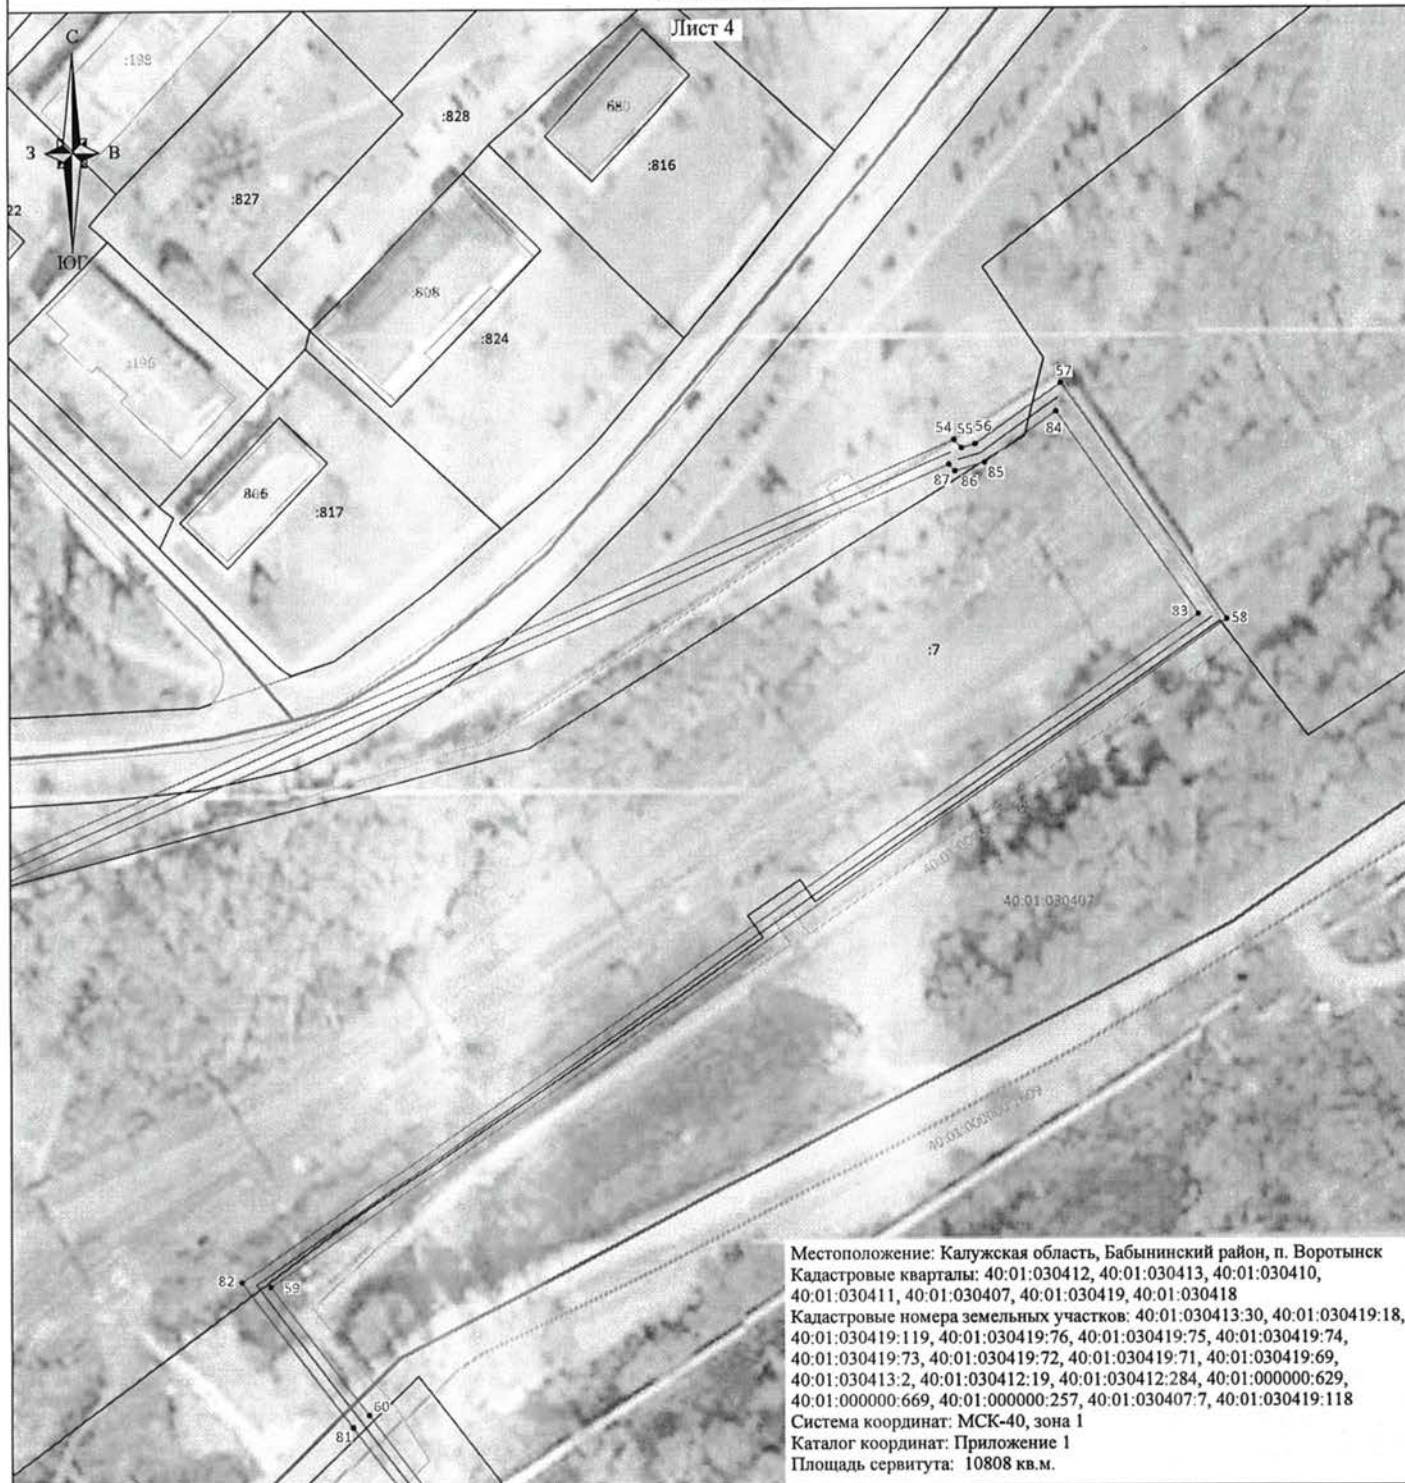 Лист 4
С
:198
:828
680
З
В
:816
:827
22
ЮГ
:808
:824
:196
57
84
54
55
56
87
86
85
806
:817
83
58
:7
40:01:030407
40:01:000000:1609
82
59
60
81
Местоположение: Калужская область, Бабынинский район, п. Воротынск
Кадастровые кварталы: 40:01:030412, 40:01:030413, 40:01:030410,
40:01:030411, 40:01:030407, 40:01:030419, 40:01:030418
Кадастровые номера земельных участков: 40:01:030413:30, 40:01:030419:18,
40:01:030419:119, 40:01:030419:76, 40:01:030419:75, 40:01:030419:74,
40:01:030419:73, 40:01:030419:72, 40:01:030419:71, 40:01:030419:69,
40:01:030413:2, 40:01:030412:19, 40:01:030412:284, 40:01:000000:629,
40:01:000000:669, 40:01:000000:257, 40:01:030407:7, 40:01:030419:118
Система координат: МСК-40, зона 1
Каталог координат: Приложение 1
Площадь сервитута: 10808 кв.м.